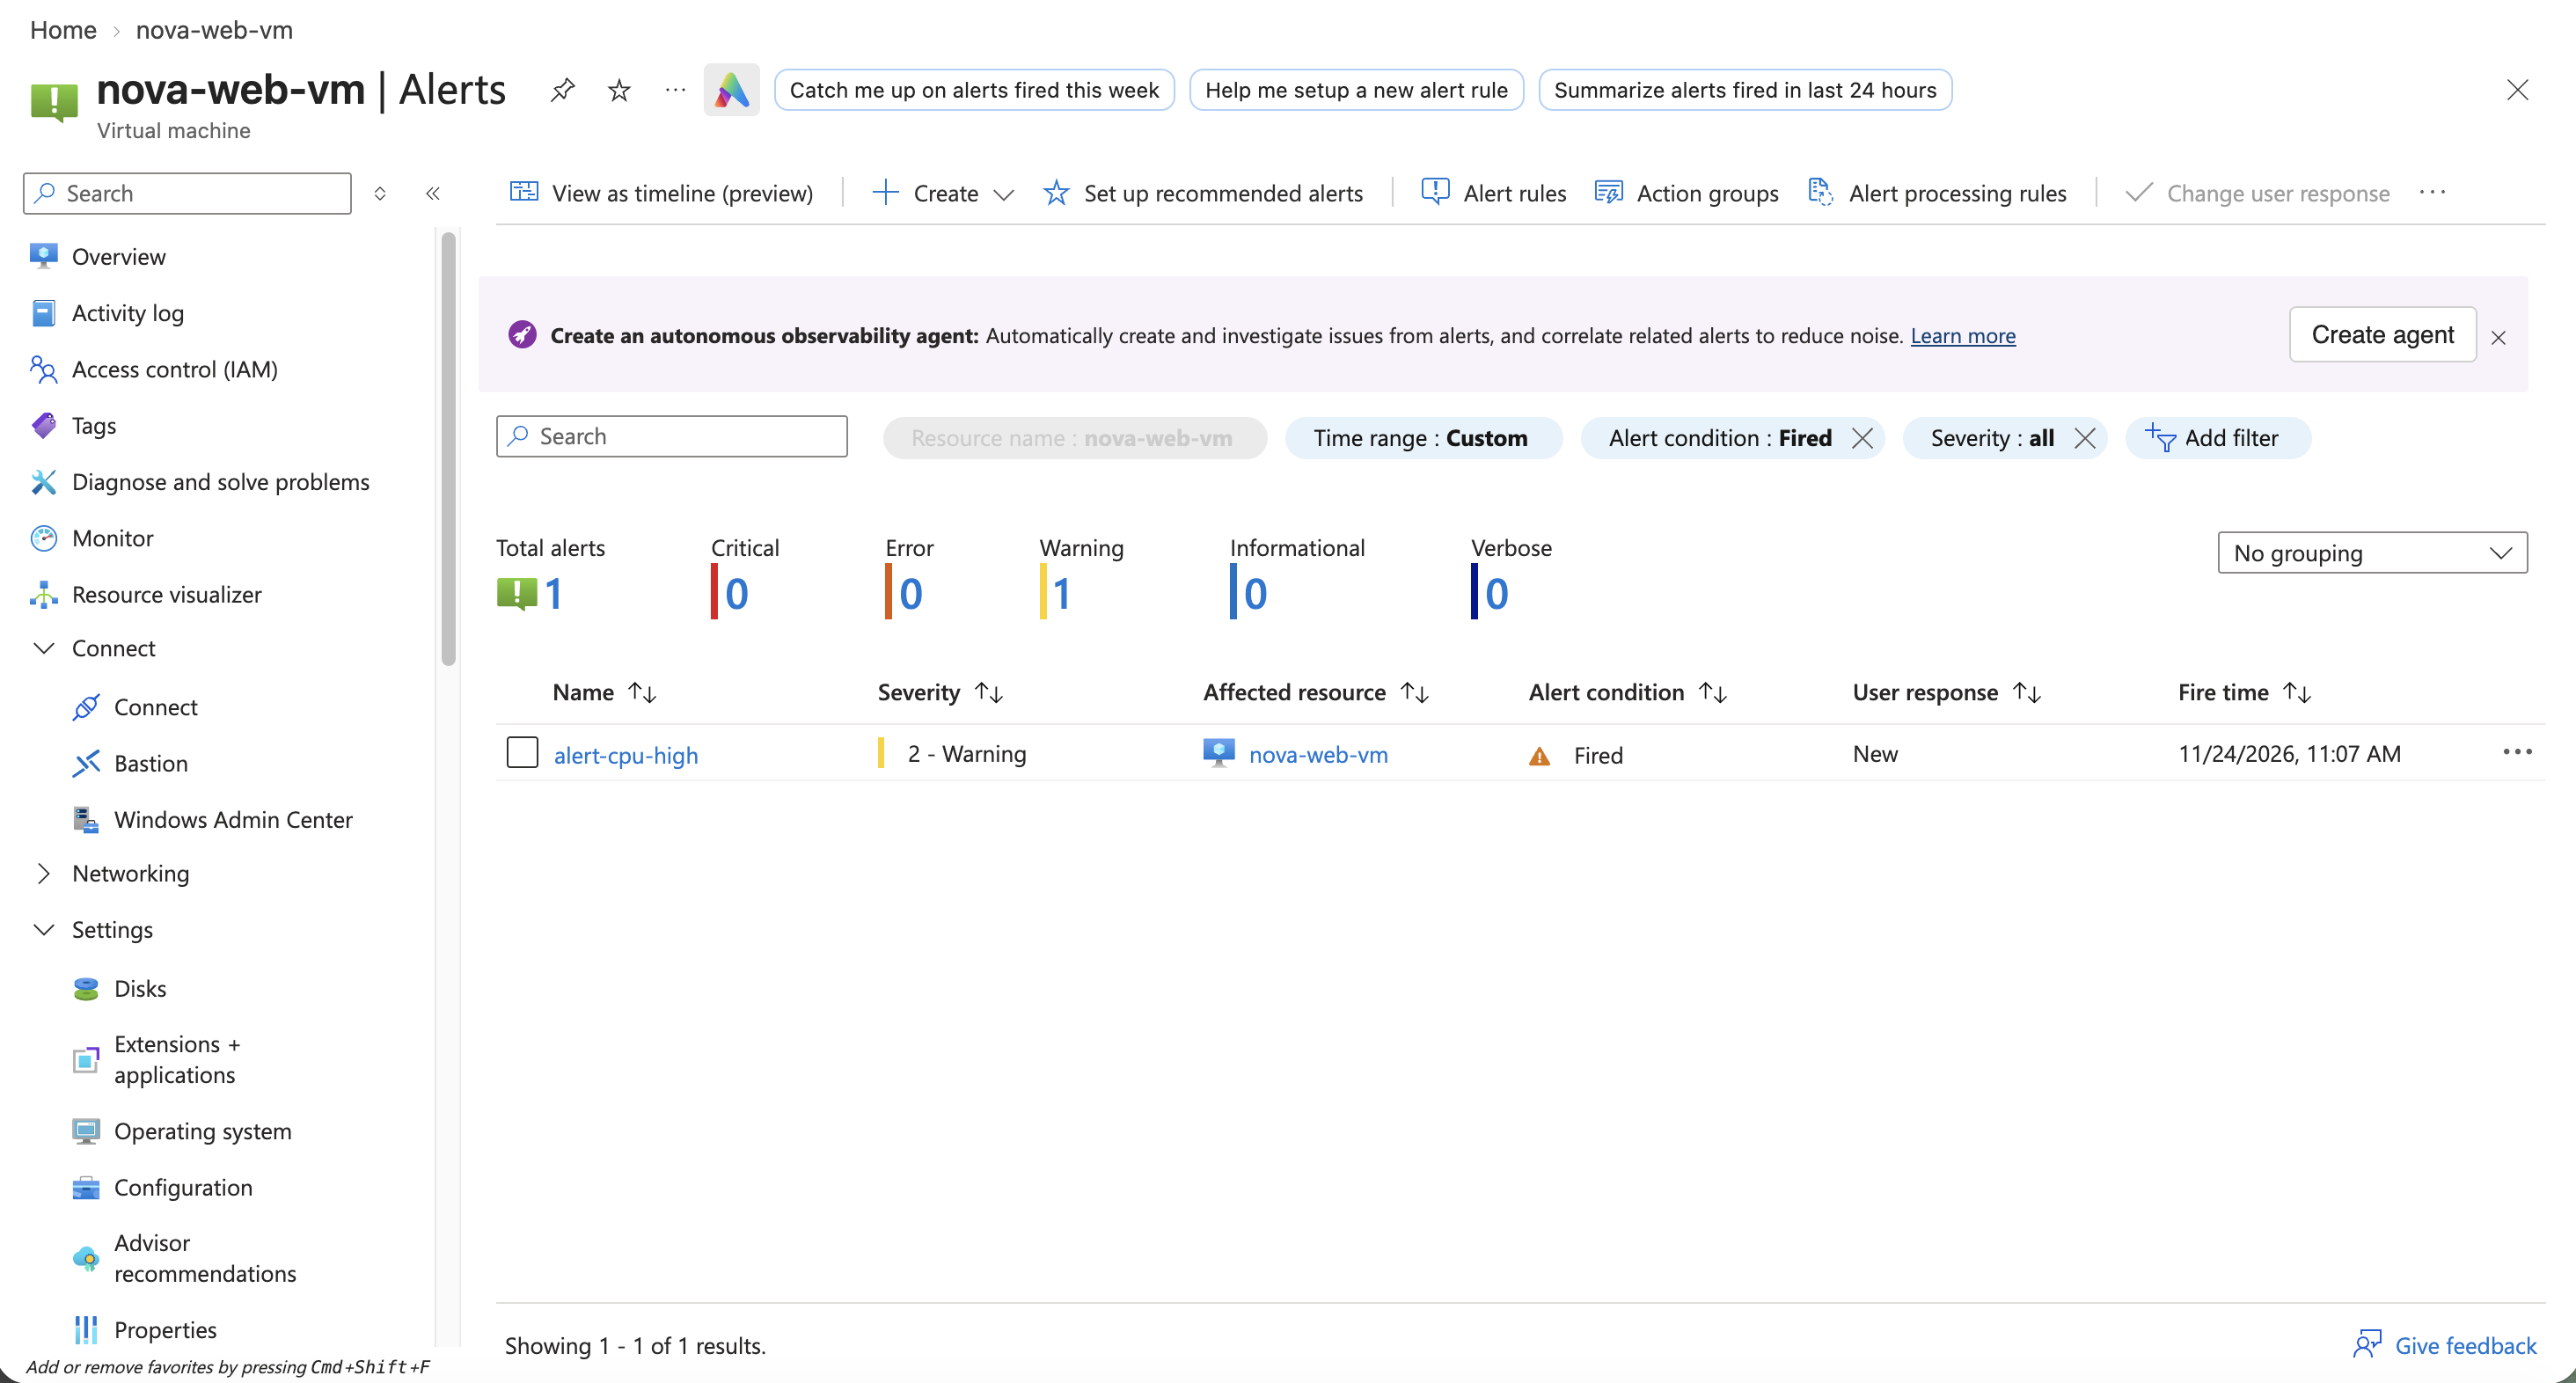 Home > nova-web-vm
nova-web-vm | Alerts
Virtual machine
Catch me up on alerts fired this week
Help me setup a new alert rule
Summarize alerts fired in last 24 hours
Search
Overview
Activity log
Access control (IAM)
Tags
Diagnose and solve problems
Monitor
Resource visualizer
Connect
Connect
Bastion
Windows Admin Center
Networking
Settings
Disks
Extensions +
applications
Operating system
Configuration
Advisor
recommendations
Properties
Add or remove favorites by pressing Cmd+Shift+F
View as timeline (preview)
Create
Set up recommended alerts
Alert rules
Action groups
Alert processing rules
Change user response
Create an autonomous observability agent: Automatically create and investigate issues from alerts, and correlate related alerts to reduce noise. Learn more
Create agent
Search
Resource name : nova-web-vm
Time range : Custom
Alert condition : Fired
Severity : all
Add filter
Total alerts
1
Critical
0
Error
0
Warning
1
Informational
0
Verbose
0
No grouping
Name Severity Affected resource Alert condition User response Fire time
alert-cpu-high 2 - Warning nova-web-vm Fired New 11/24/2026, 11:07 AM
Showing 1 - 1 of 1 results.
Give feedback